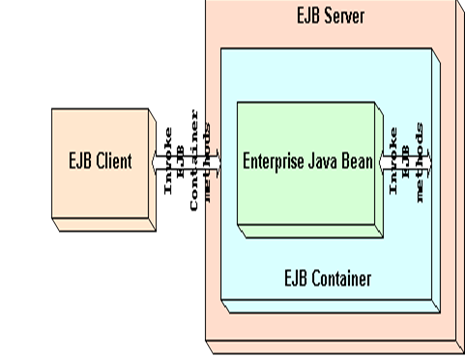 EJB Server
EJB Client
Invoke
EJB
Container
methods
Enterprise Java Bean
Invoke
EJB
methods
EJB Container